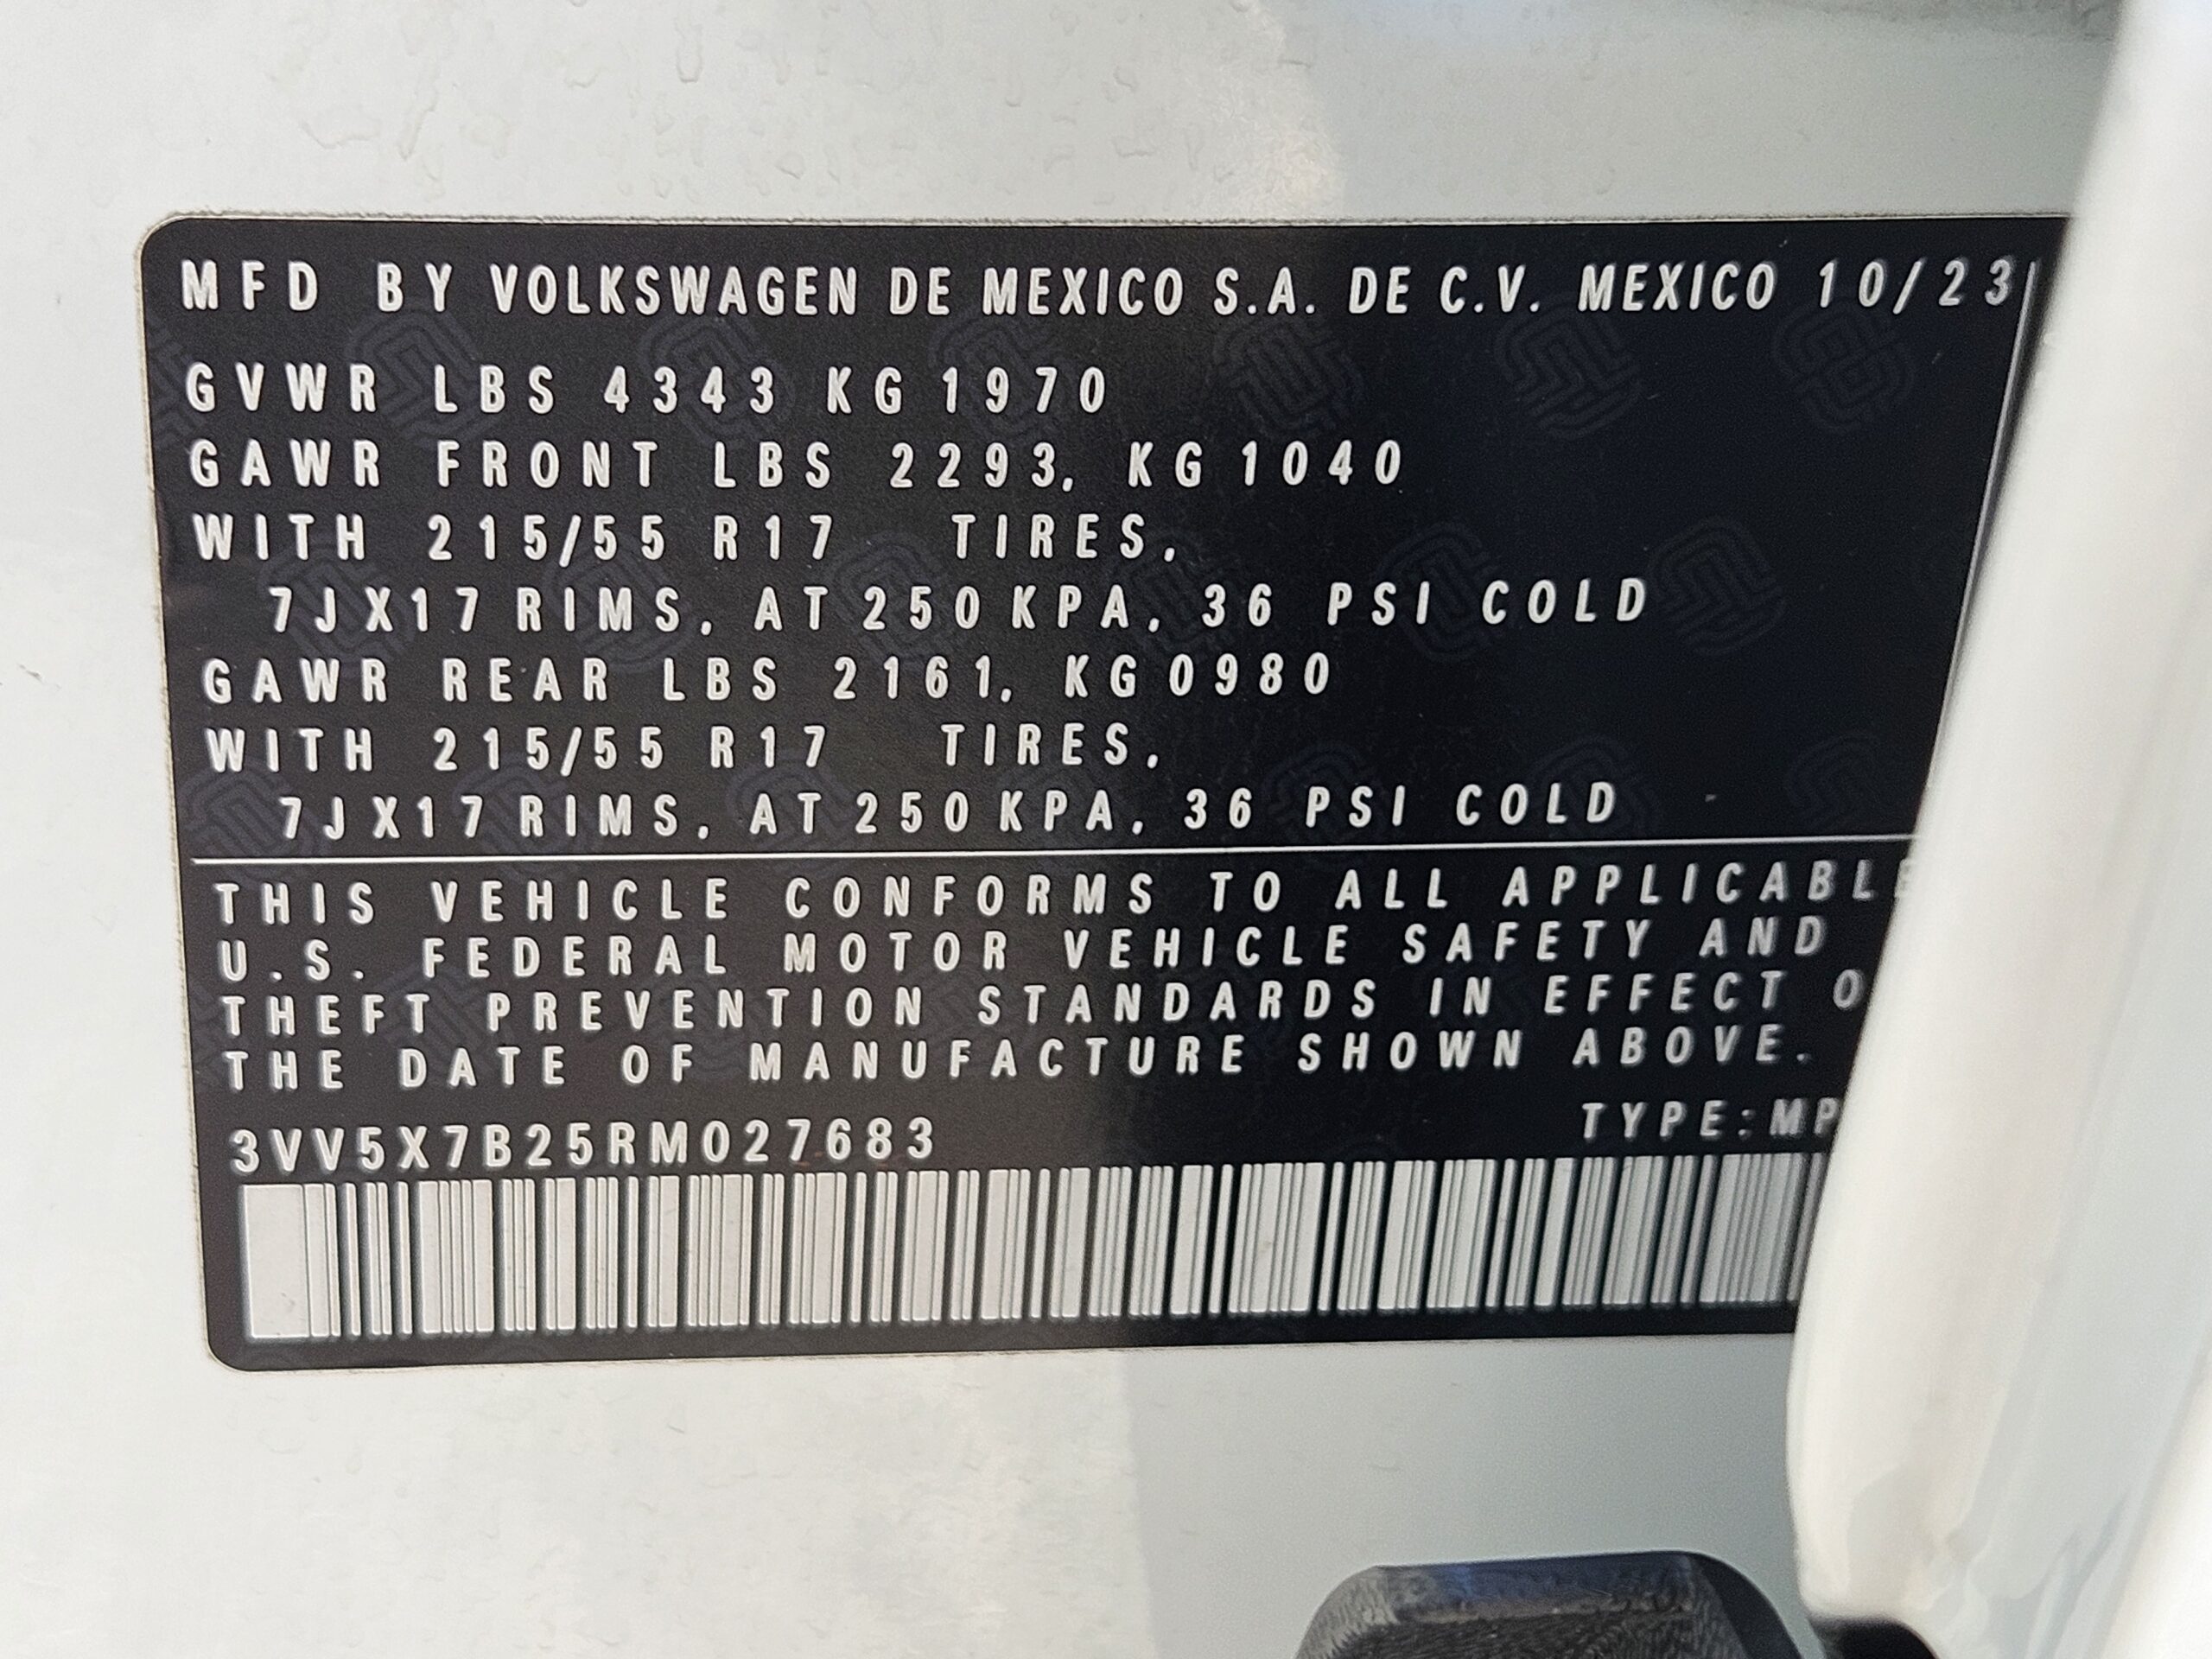 MFD BY VOLKSWAGEN DE MEXICO S.A. DE C.V. MEXICO 10/23
GVWR LBS 4343 KG 1970
GAWR FRONT LBS 2293, KG 1040
WITH 215/55 R17 TIRES,
7JX17 RIMS, AT 250 KPA, 36 PSI COLD
GAWR REAR LBS 2161, KG 0980
WITH 215/55 R17 TIRES,
7JX17 RIMS, AT 250 KPA, 36 PSI COLD
THIS VEHICLE CONFORMS TO ALL APPLICABLE
U.S. FEDERAL MOTOR VEHICLE SAFETY AND
THEFT PREVENTION STANDARDS IN EFFECT
THE DATE OF MANUFACTURE SHOWN ABOVE.
3VV5X7B25RM027683 TYPE: